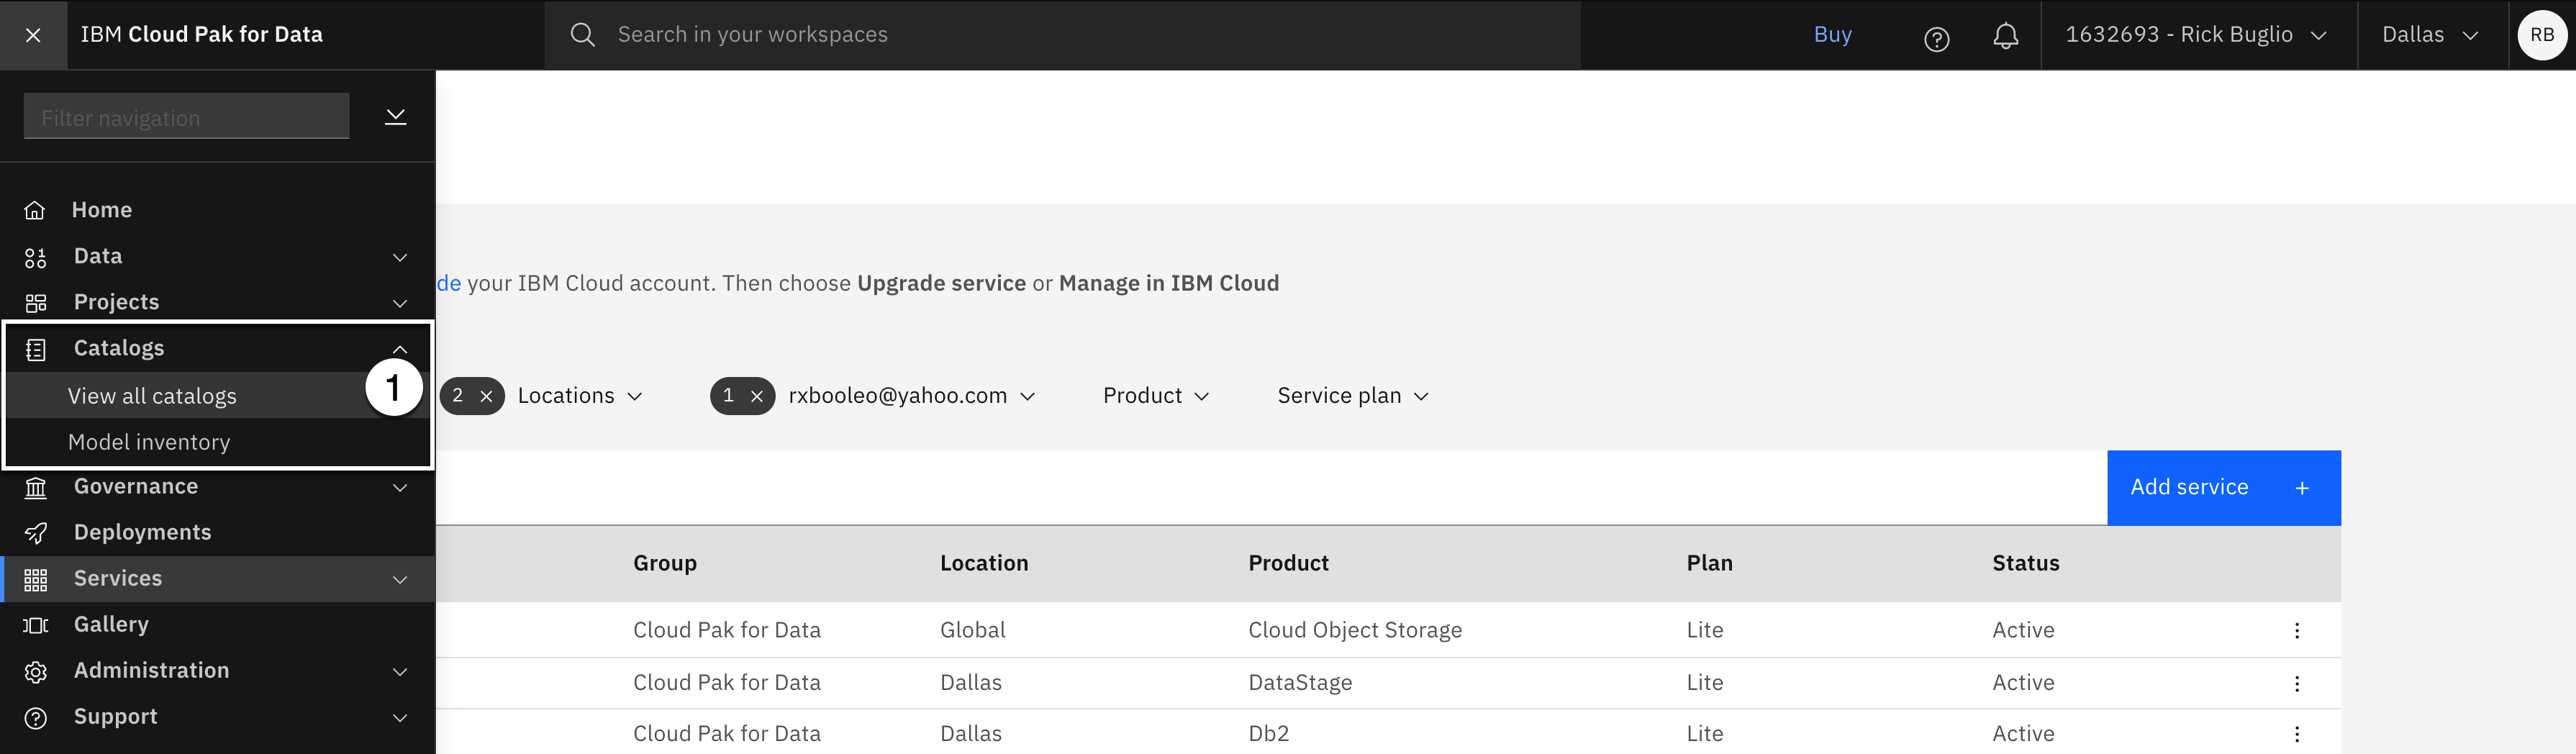 IBM Cloud Pak for Data
Search in your workspaces
Buy
1632693 - Rick Buglio
Dallas
RB
Filter navigation
Home
Data
Projects
Catalogs
View all catalogs
1
Model inventory
Governance
Deployments
Services
Gallery
Administration
Support
de your IBM Cloud account. Then choose Upgrade service or Manage in IBM Cloud
2 × Locations
1 × rxbooleo@yahoo.com
Product
Service plan
Add service +
Group Location Product Plan Status
Cloud Pak for Data Global Cloud Object Storage Lite Active
Cloud Pak for Data Dallas DataStage Lite Active
Cloud Pak for Data Dallas Db2 Lite Active